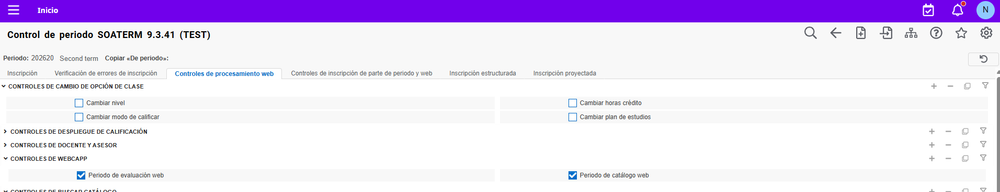 Inicio
N
Control de periodo SOATERM 9.3.41 (TEST)
Periodo: 202620 Second term Copiar «De periodo»:
Inscripción Verificación de errores de inscripción Controles de procesamiento web Controles de inscripción de parte de periodo y web Inscripción estructurada Inscripción proyectada
CONTROLES DE CAMBIO DE OPCIÓN DE CLASE
Cambiar nivel Cambiar horas crédito
Cambiar modo de calificar Cambiar plan de estudios
CONTROLES DE DESPLIEGUE DE CALIFICACIÓN
CONTROLES DE DOCENTE Y ASESOR
CONTROLES DE WEBCAPP
Periodo de evaluación web Periodo de catálogo web
CONTROLES DE BUSCAR CATÁLOGO